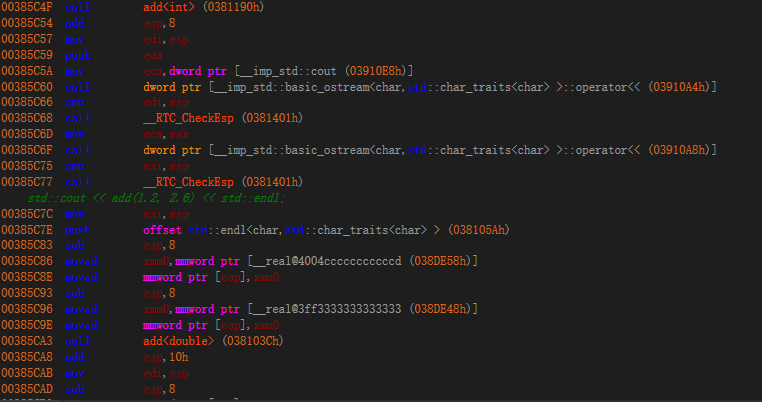 00385C4F call add<int> (0381190h)
00385C54 add esp,8
00385C57 mov edi,esp
00385C59 push eax
00385C5A mov ecx,dword ptr [__imp_std::cout (03910E8h)]
00385C60 call dword ptr [__imp_std::basic_ostream<char,std::char_traits<char> >::operator<< (03910A4h)]
00385C66 cmp edi,esp
00385C68 call __RTC_CheckEsp (0381401h)
00385C6D mov ecx,eax
00385C6F call dword ptr [__imp_std::basic_ostream<char,std::char_traits<char> >::operator<< (03910A8h)]
00385C75 cmp esi,esp
00385C77 call __RTC_CheckEsp (0381401h)
std::cout << add(1.2, 2.6) << std::endl;
00385C7C mov esi,esp
00385C7E push offset std::endl<char,std::char_traits<char> > (038105Ah)
00385C83 sub esp,8
00385C86 movsd xmm0,mmword ptr [__real@4004cccccccccccd (038DE58h)]
00385C8E movsd mmword ptr [esp],xmm0
00385C93 sub esp,8
00385C96 movsd xmm0,mmword ptr [__real@3ff3333333333333 (038DE48h)]
00385C9E movsd mmword ptr [esp],xmm0
00385CA3 call add<double> (038103Ch)
00385CA8 add esp,10h
00385CAB mov edi,esp
00385CAD sub esp,8